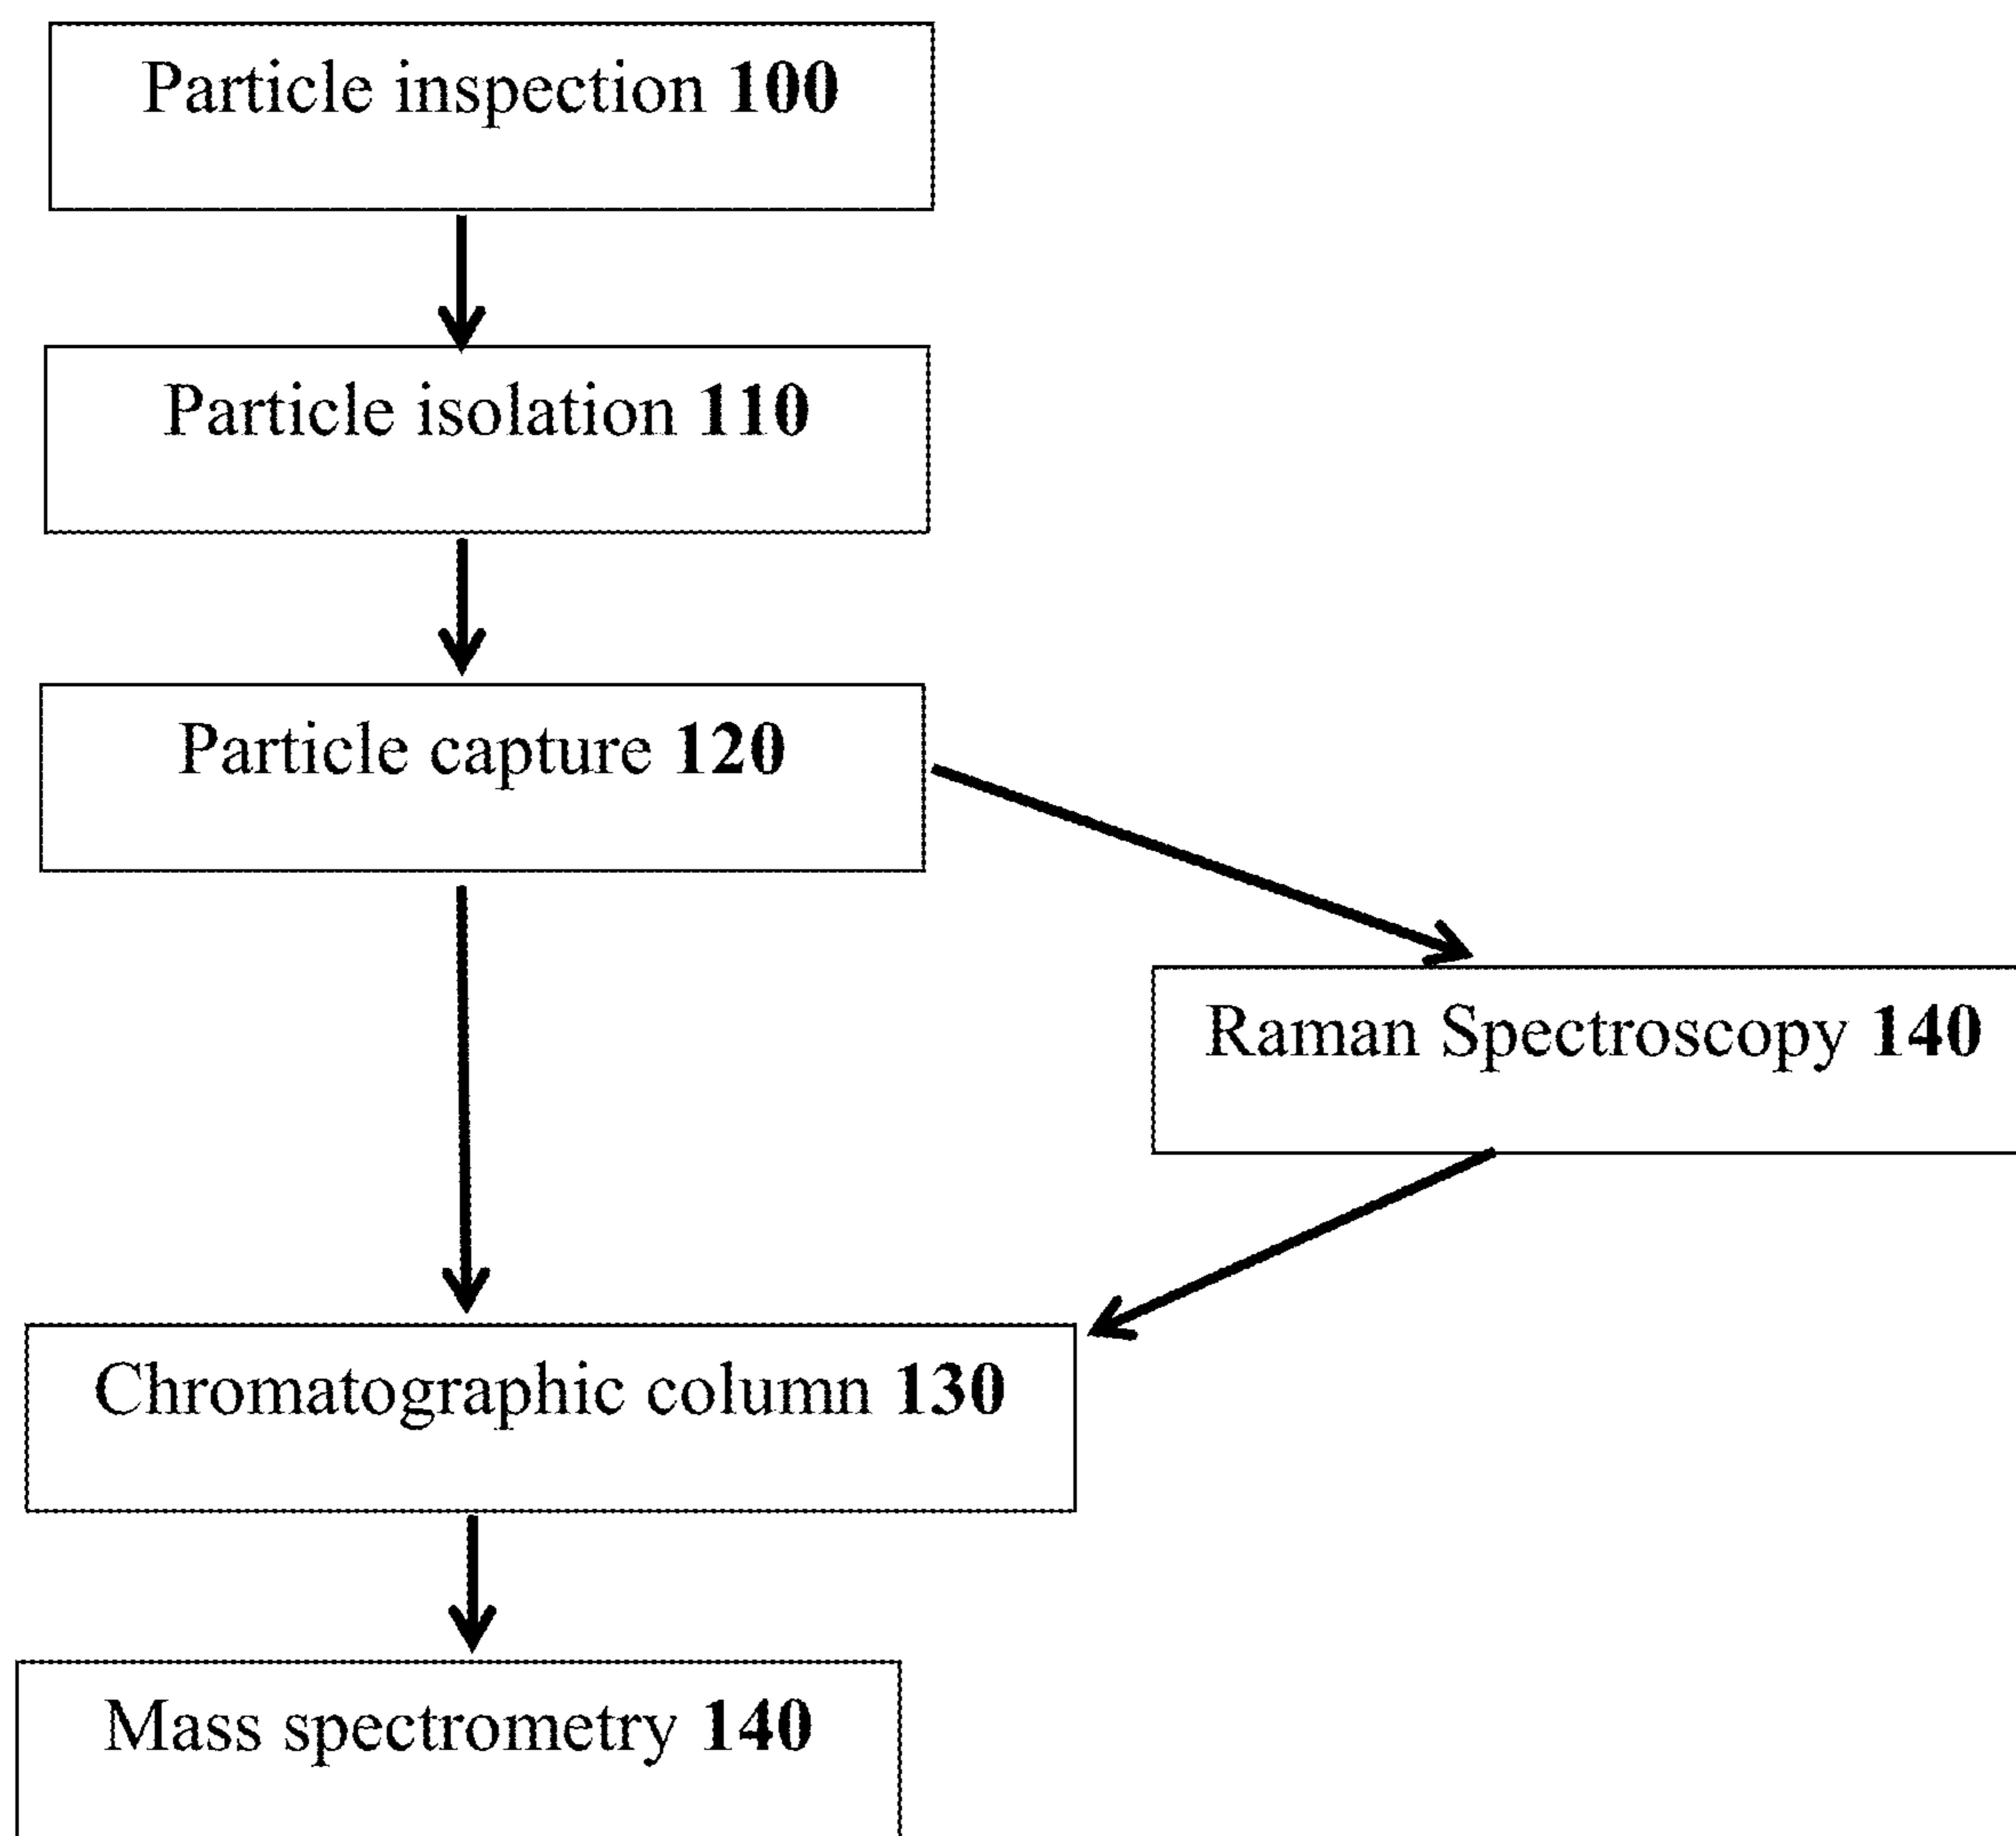 Particle inspection 100
Particle isolation 110
Particle capture 120
Raman Spectroscopy 140
Chromatographic column 130
Mass spectrometry 140